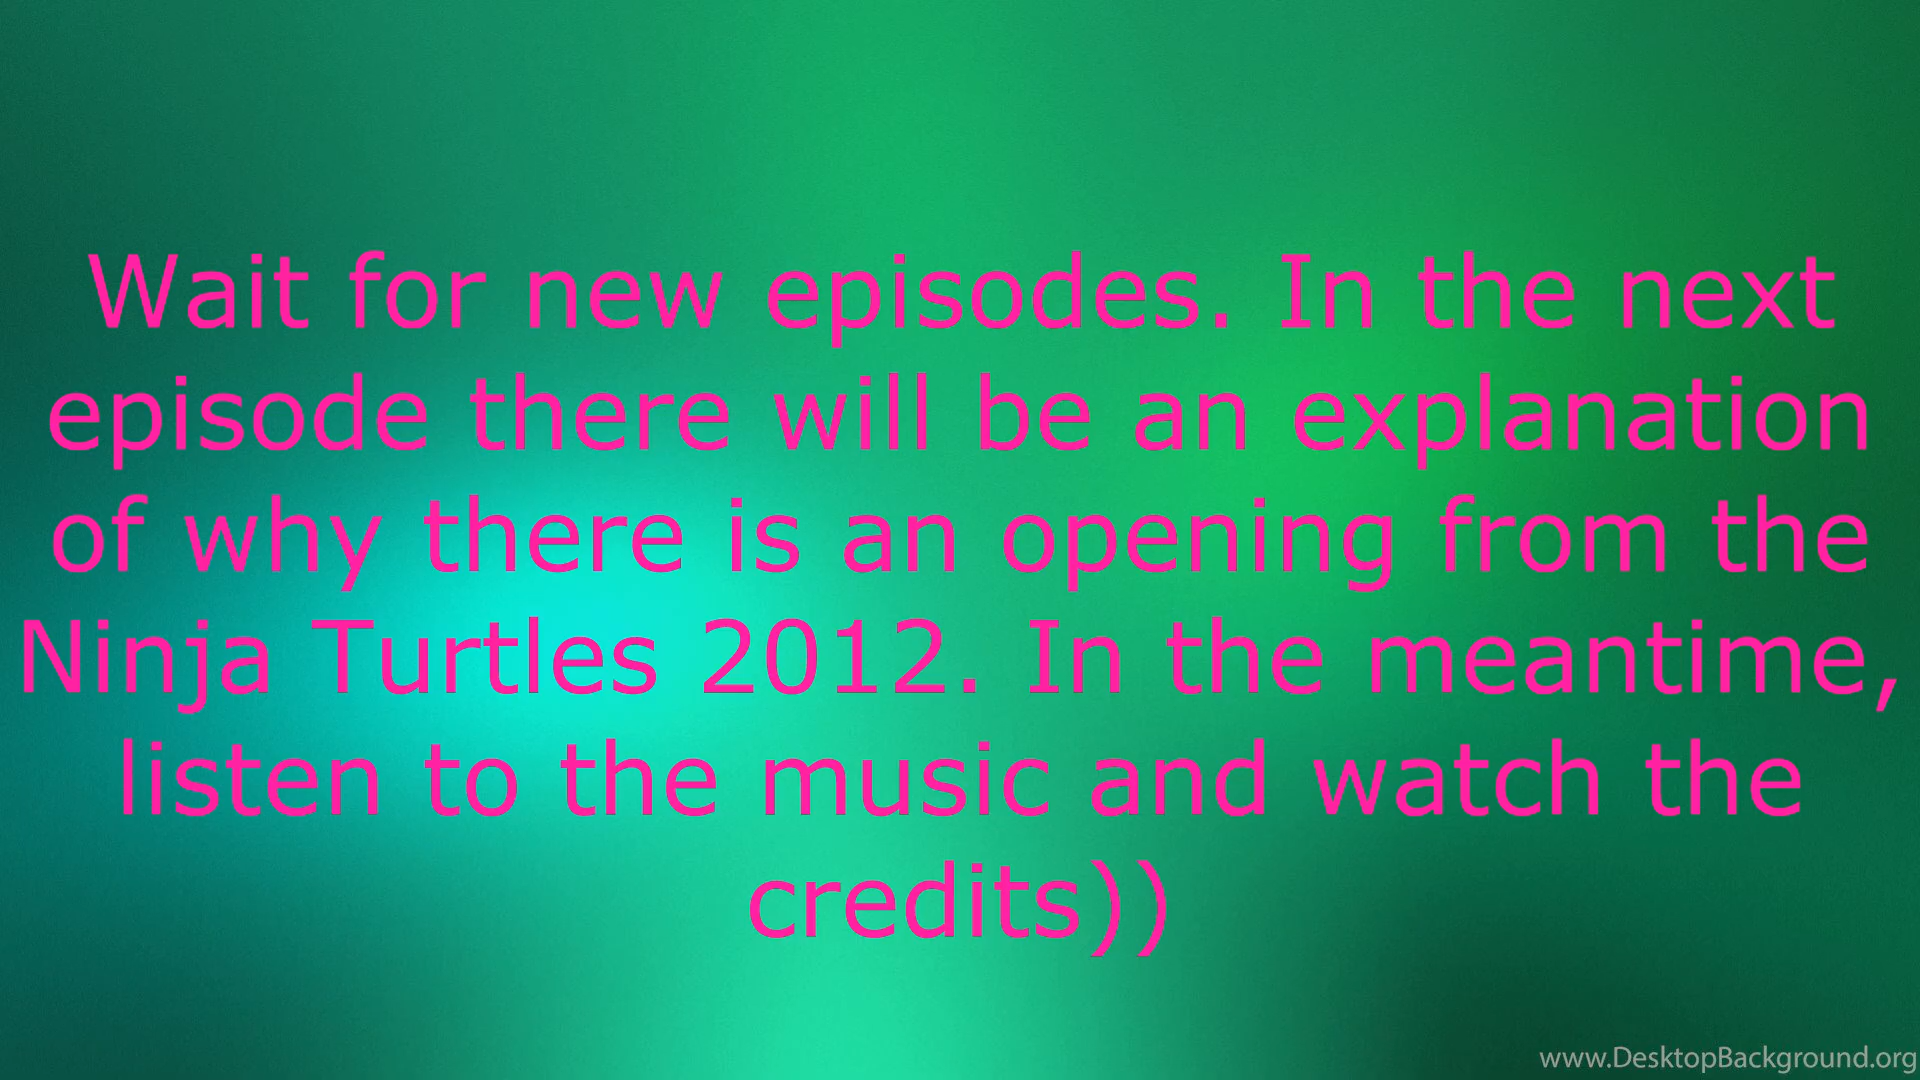 Wait for new episodes. In the next
episode there will be an explanation
of why there is an opening from the
Ninja Turtles 2012. In the meantime,
listen to the music and watch the
credits))
www.DesktopBackground.org